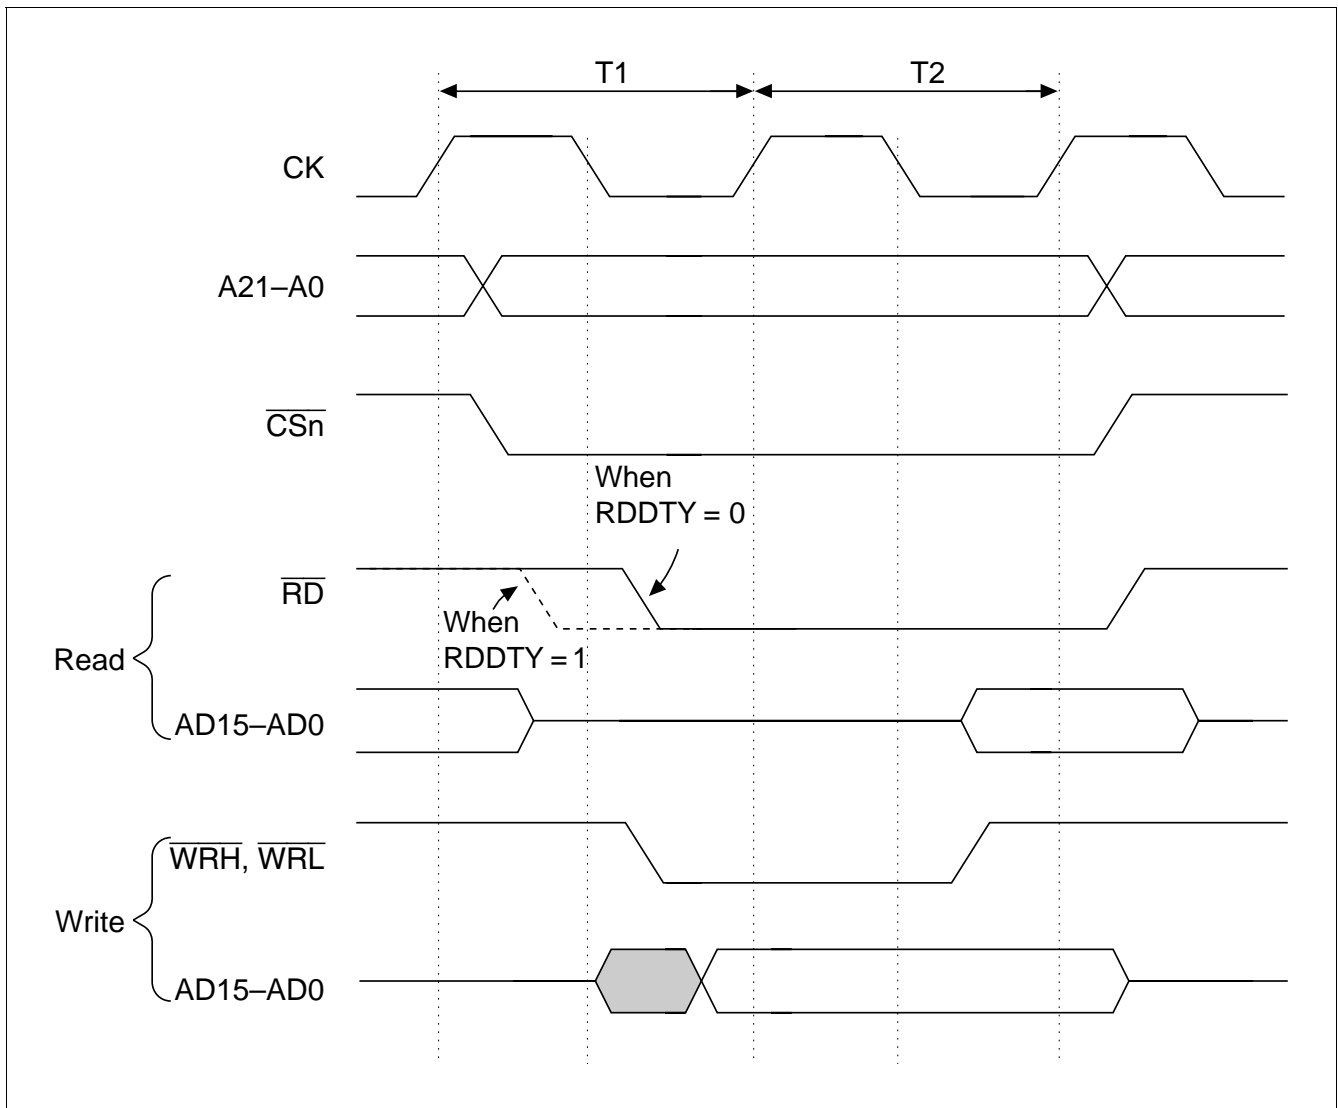 T1 T2
CK
A21–A0
CSn
When
RDDTY = 0
RD
When
RDDTY = 1
Read
AD15–AD0
WRH, WRL
Write
AD15–AD0